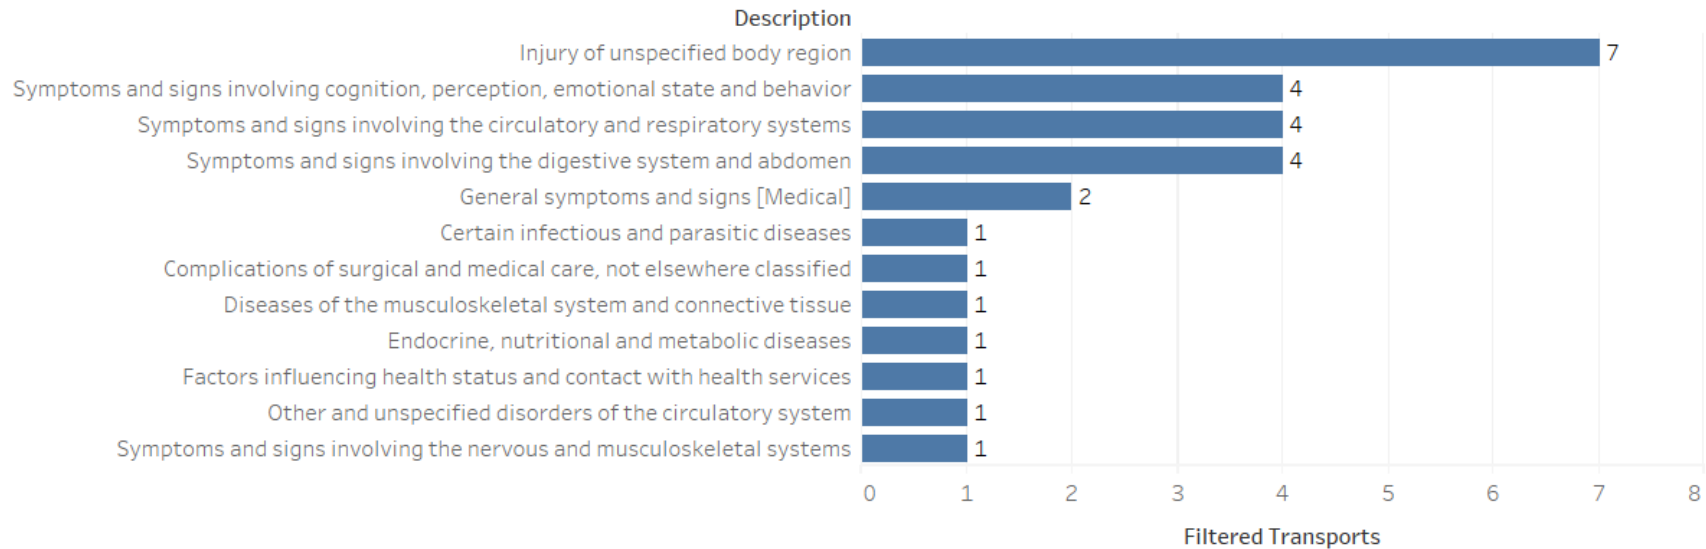 Description
Injury of unspecified body region 7
Symptoms and signs involving cognition, perception, emotional state and behavior 4
Symptoms and signs involving the circulatory and respiratory systems 4
Symptoms and signs involving the digestive system and abdomen 4
General symptoms and signs [Medical] 2
Certain infectious and parasitic diseases 1
Complications of surgical and medical care, not elsewhere classified 1
Diseases of the musculoskeletal system and connective tissue 1
Endocrine, nutritional and metabolic diseases 1
Factors influencing health status and contact with health services 1
Other and unspecified disorders of the circulatory system 1
Symptoms and signs involving the nervous and musculoskeletal systems 1
0 1 2 3 4 5 6 7 8
Filtered Transports